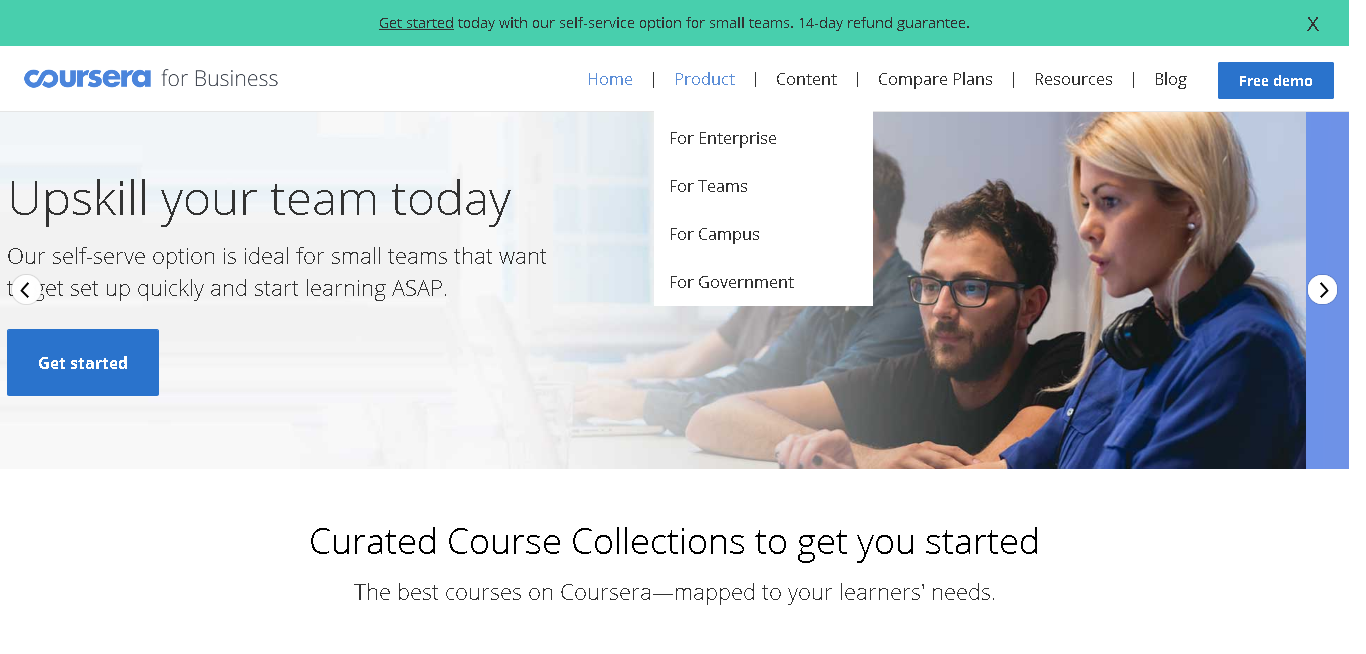 Get started today with our self-service option for small teams. 14-day refund guarantee.
X
coursera for Business
Home | Product | Content | Compare Plans | Resources | Blog
Free demo
For Enterprise
For Teams
For Campus
For Government
Upskill your team today
Our self-serve option is ideal for small teams that want
get set up quickly and start learning ASAP.
Get started
Curated Course Collections to get you started
The best courses on Coursera—mapped to your learners' needs.